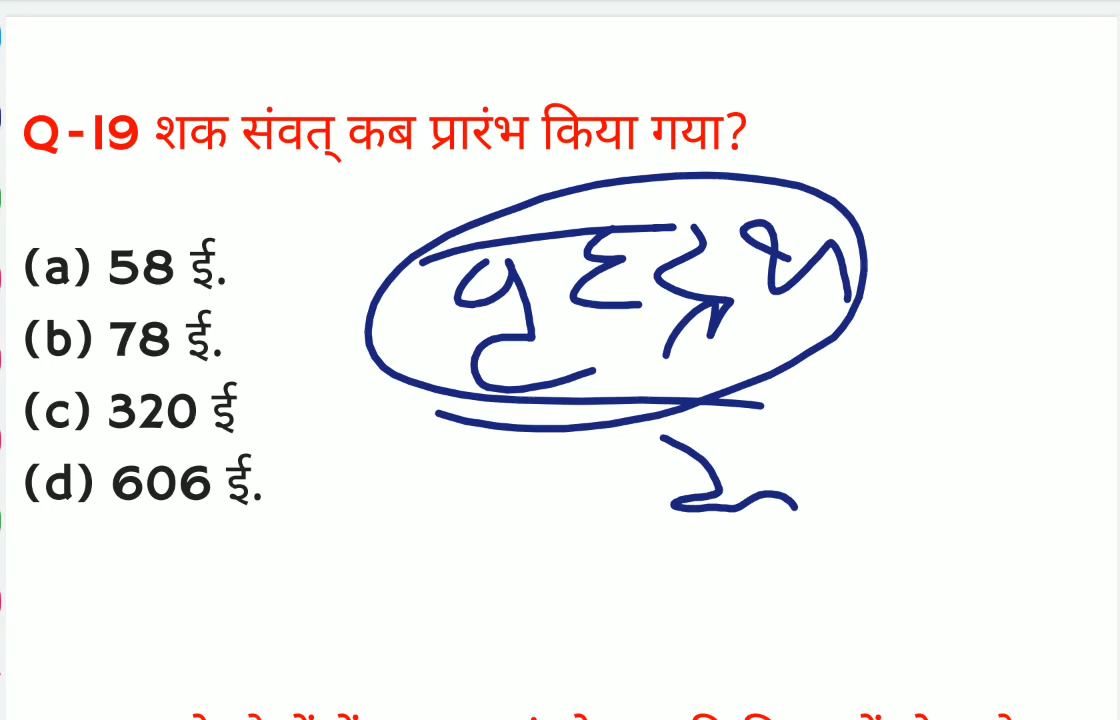 Q-19 शक संवत् कब प्रारंभ किया गया?
(a) 58 ई.
(b) 78 ई.
(c) 320 ई
(d) 606 ई.